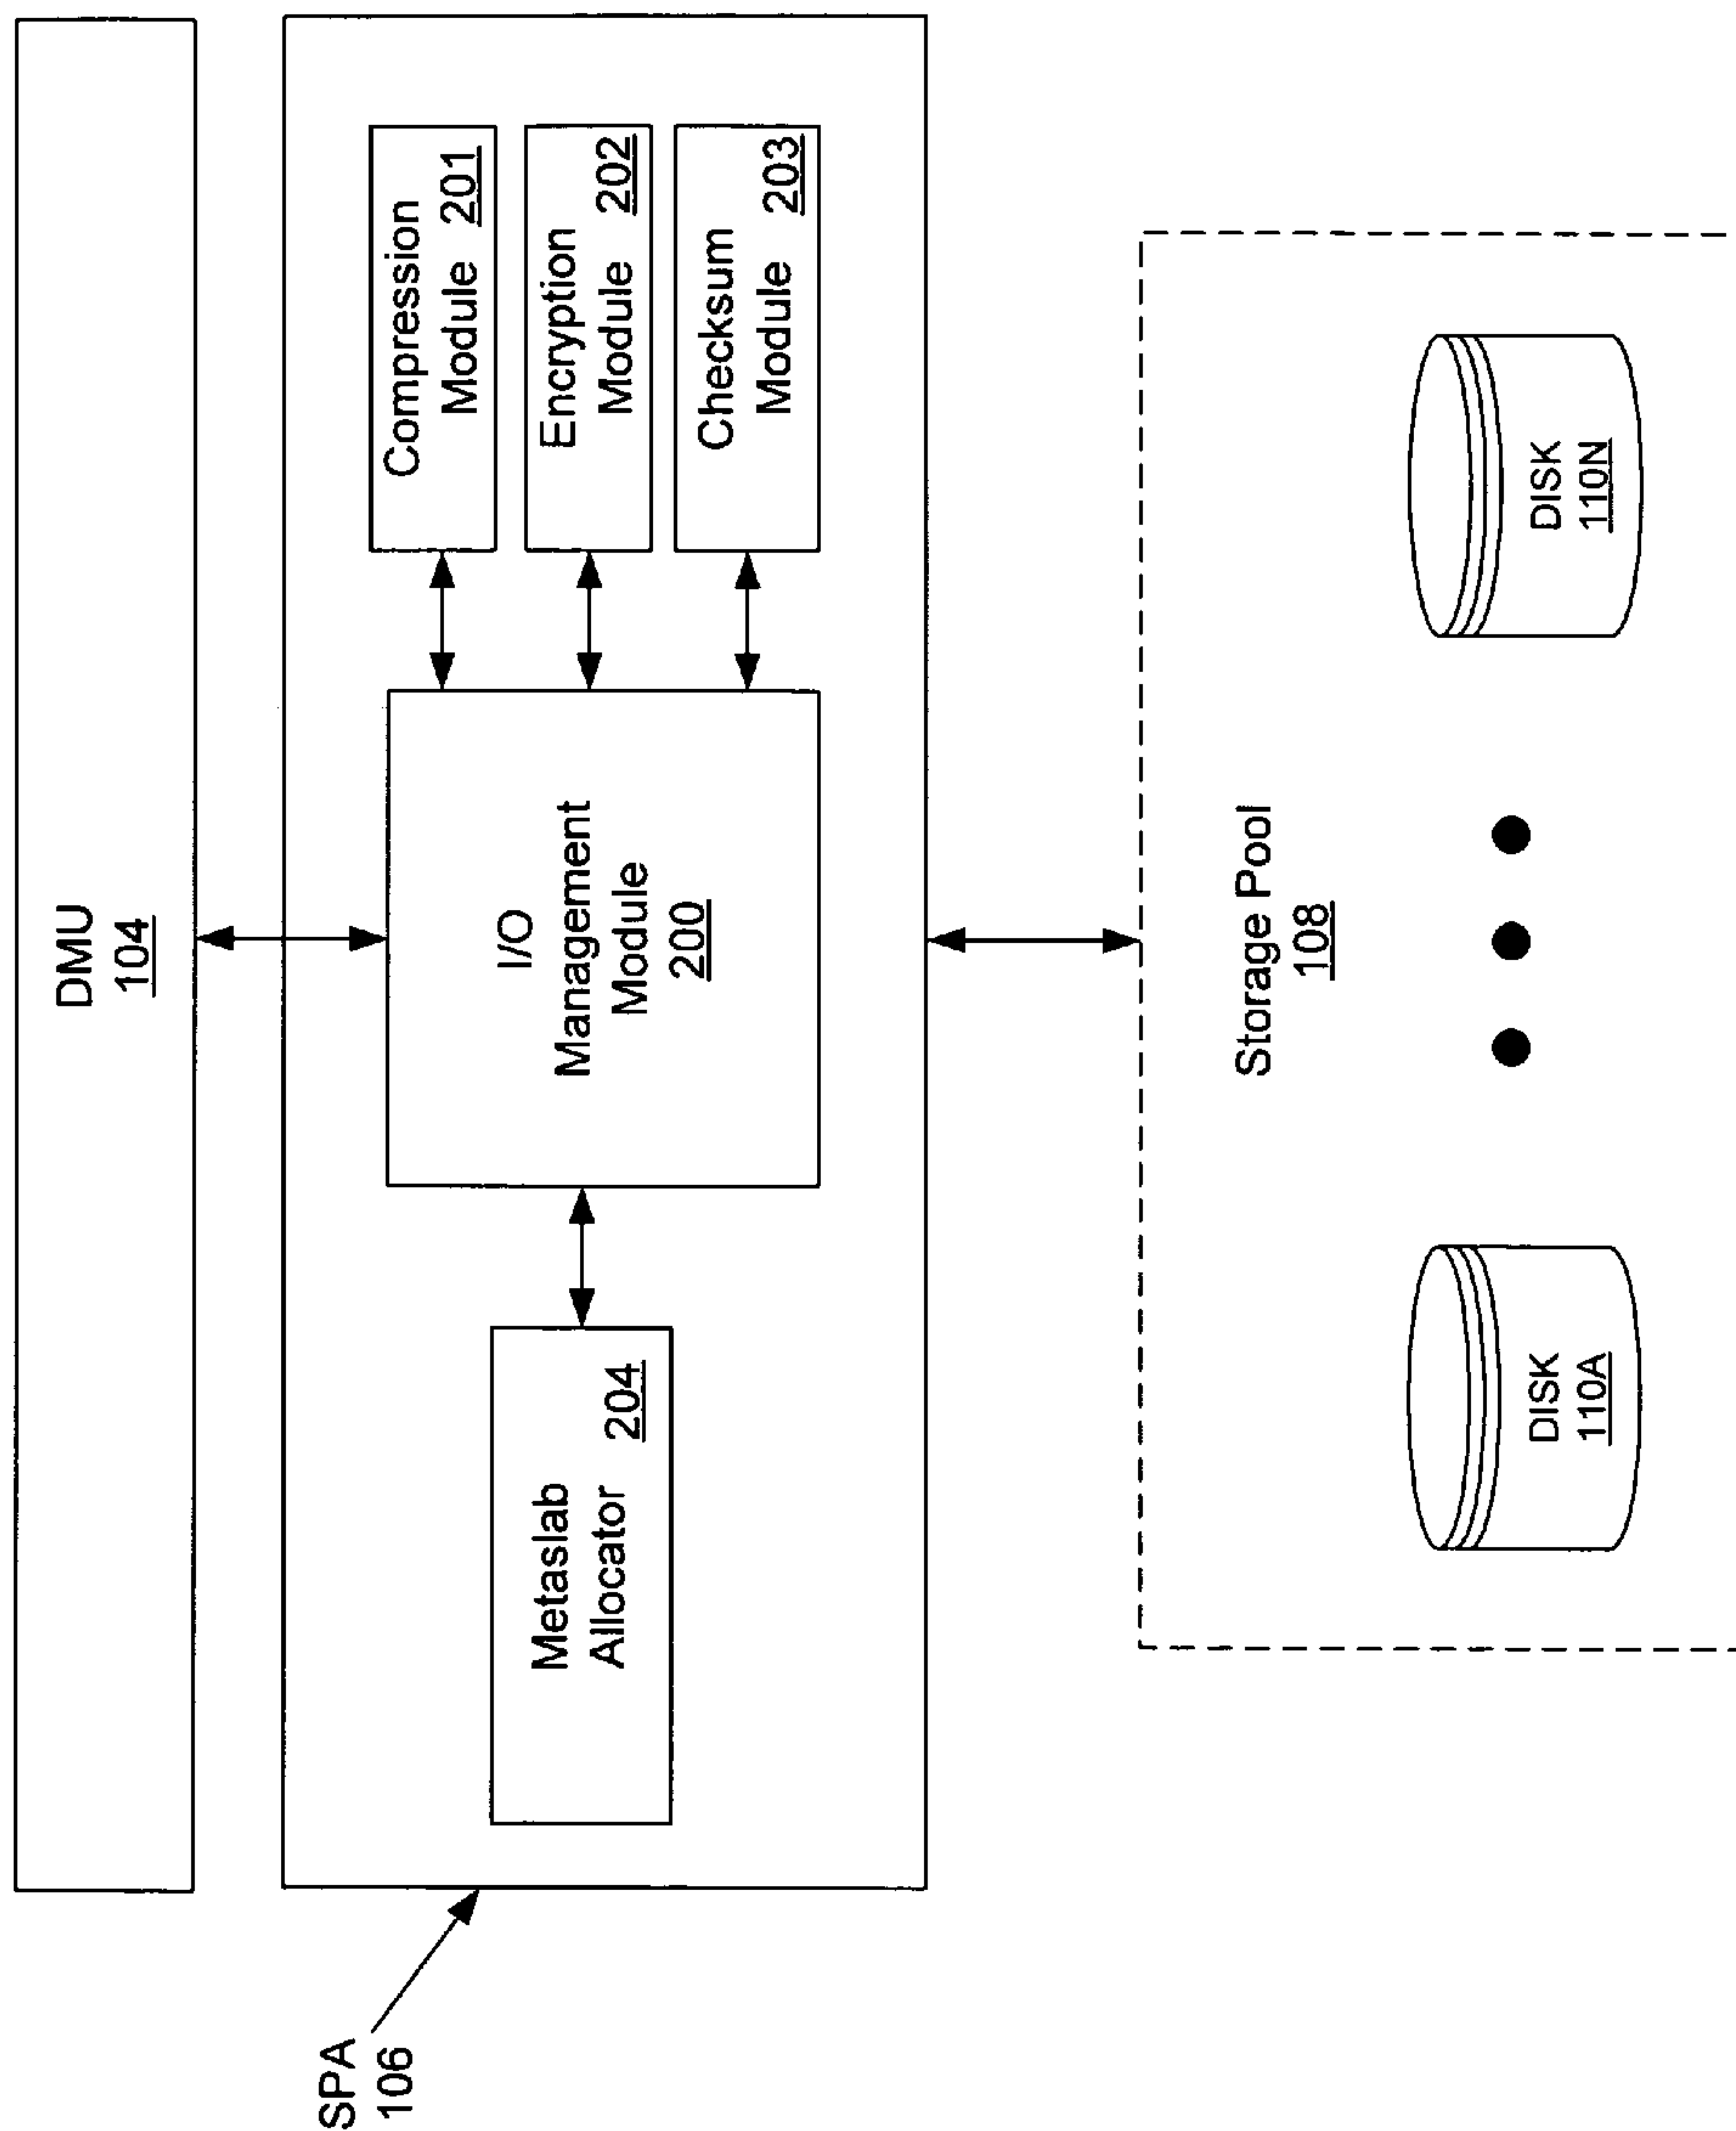 DMU
104
SPA
106
Metaslab
Allocator 204
I/O
Management
Module
200
Compression
Module 201
Encryption
Module 202
Checksum
Module 203
Storage Pool
108
DISK
110A
DISK
110N